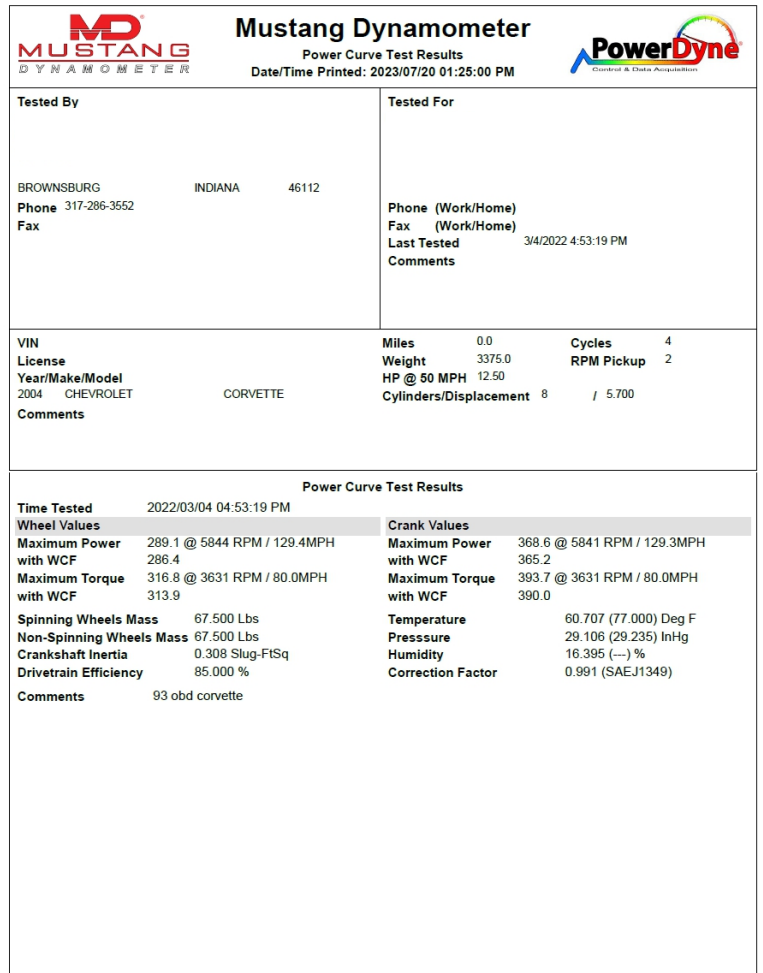 MD
MUSTANG
DYNAMOMETER
Mustang Dynamometer
Power Curve Test Results
Date/Time Printed: 2023/07/20 01:25:00 PM
PowerDyne
Control & Data Acquisition
Tested By
BROWNSBURG INDIANA 46112
Phone 317-286-3552
Fax
Tested For
Phone (Work/Home)
Fax (Work/Home)
Last Tested 3/4/2022 4:53:19 PM
Comments
VIN
License
Year/Make/Model
2004 CHEVROLET CORVETTE
Comments
Miles 0.0 Cycles 4
Weight 3375.0 RPM Pickup 2
HP @ 50 MPH 12.50
Cylinders/Displacement 8 / 5.700
Power Curve Test Results
Time Tested 2022/03/04 04:53:19 PM
Wheel Values
Maximum Power 289.1 @ 5844 RPM / 129.4MPH
with WCF 286.4
Maximum Torque 316.8 @ 3631 RPM / 80.0MPH
with WCF 313.9
Crank Values
Maximum Power 368.6 @ 5841 RPM / 129.3MPH
with WCF 365.2
Maximum Torque 393.7 @ 3631 RPM / 80.0MPH
with WCF 390.0
Spinning Wheels Mass 67.500 Lbs
Non-Spinning Wheels Mass 67.500 Lbs
Crankshaft Inertia 0.308 Slug-FtSq
Drivetrain Efficiency 85.000 %
Temperature 60.707 (77.000) Deg F
Presssure 29.106 (29.235) InHg
Humidity 16.395 (---) %
Correction Factor 0.991 (SAEJ1349)
Comments 93 obd corvette